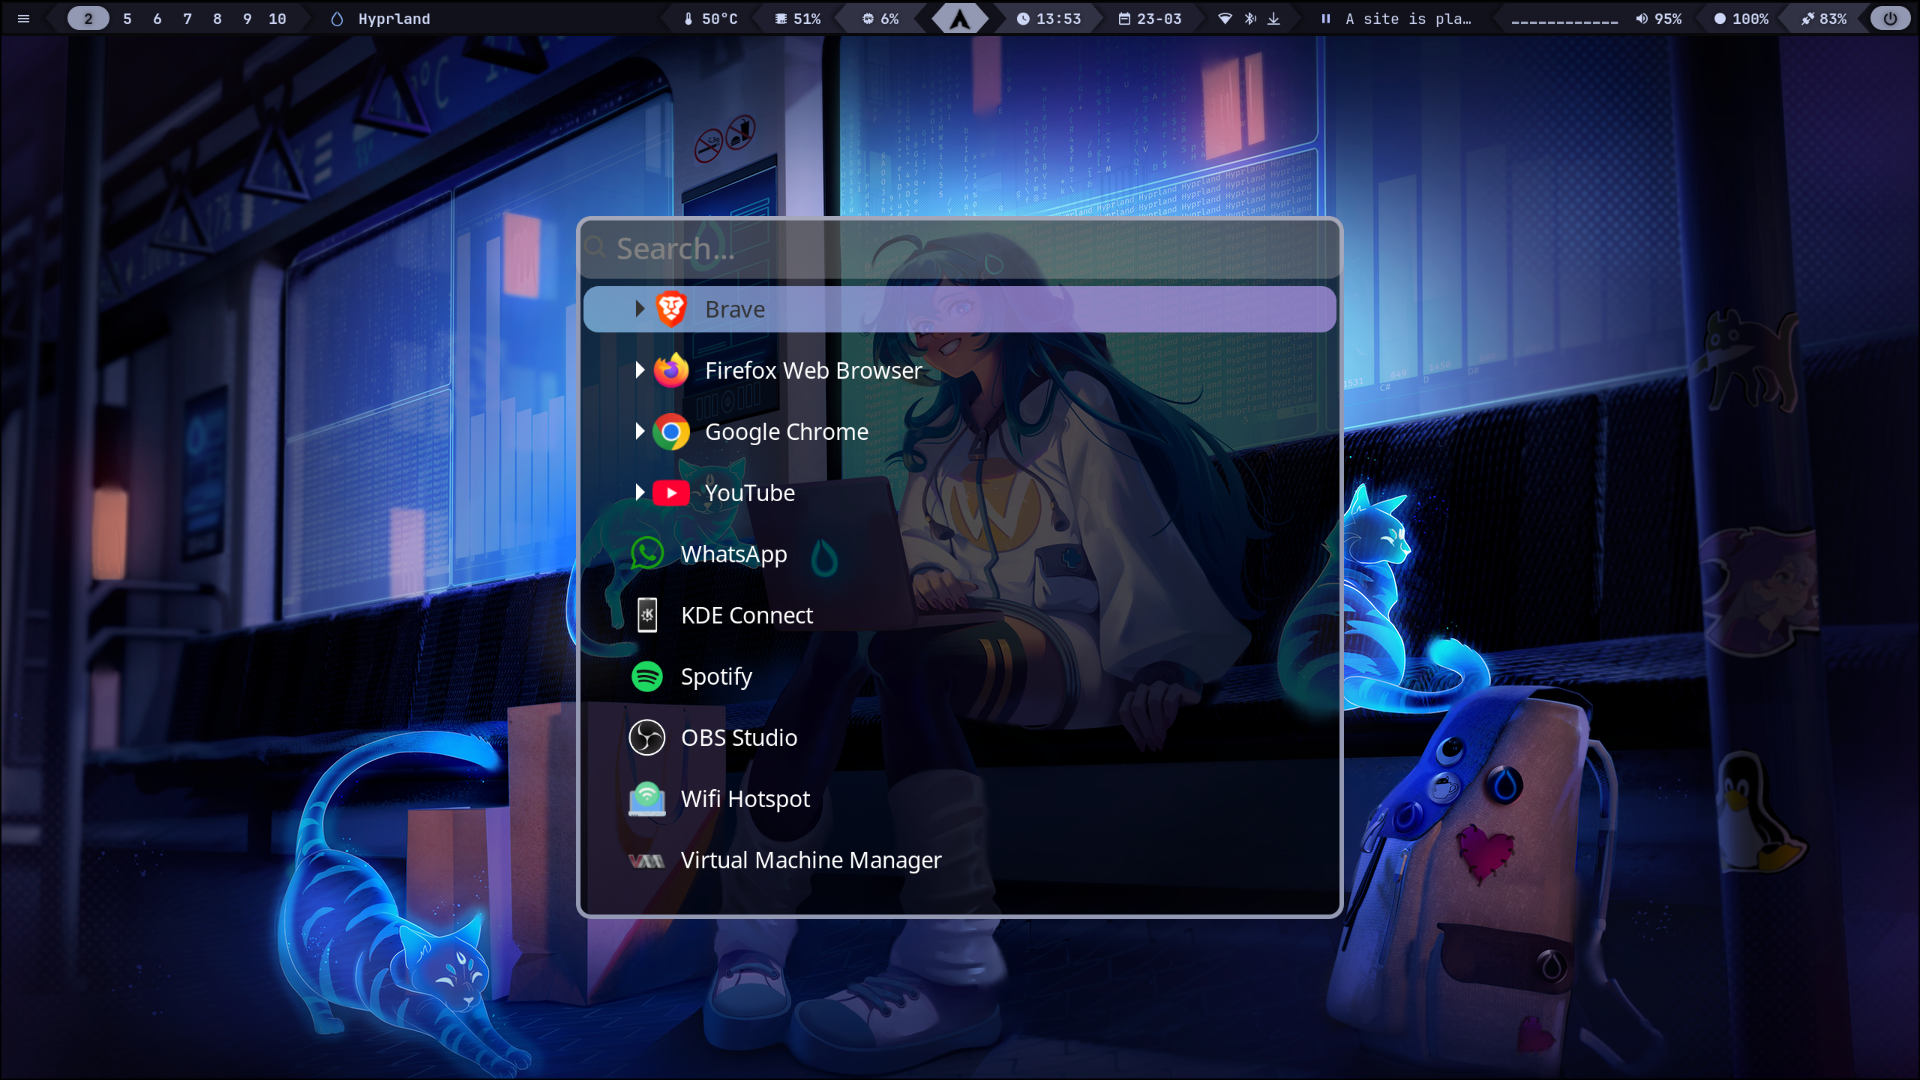 2 5 6 7 8 9 10 Hyprland 50°C 51% 6% 13:53 23-03 A site is pla… 95% 100% 83%
Search...
Brave
Firefox Web Browser
Google Chrome
YouTube
WhatsApp
KDE Connect
Spotify
OBS Studio
Wifi Hotspot
Virtual Machine Manager